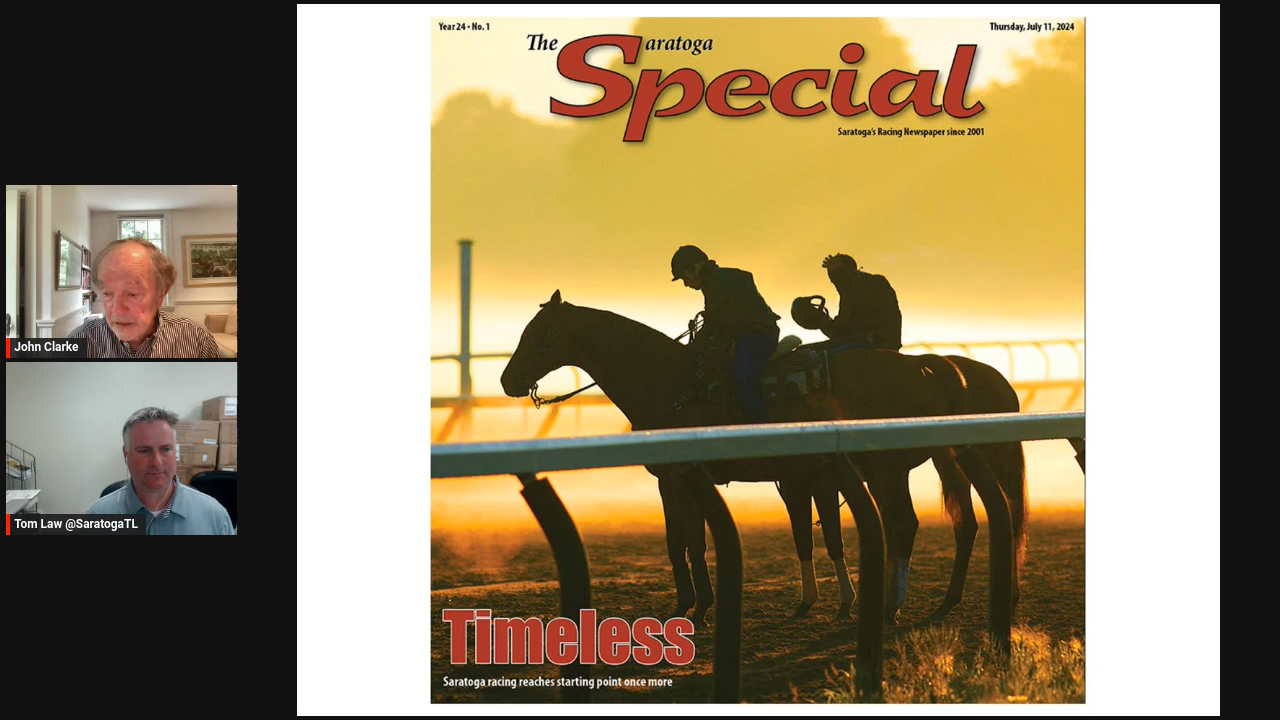 Year 24 • No. 1
Thursday, July 11, 2024
The Saratoga
Special
Saratoga's Racing Newspaper since 2001
John Clarke
Tom Law @SaratogaTL
Timeless
Saratoga racing reaches starting point once more